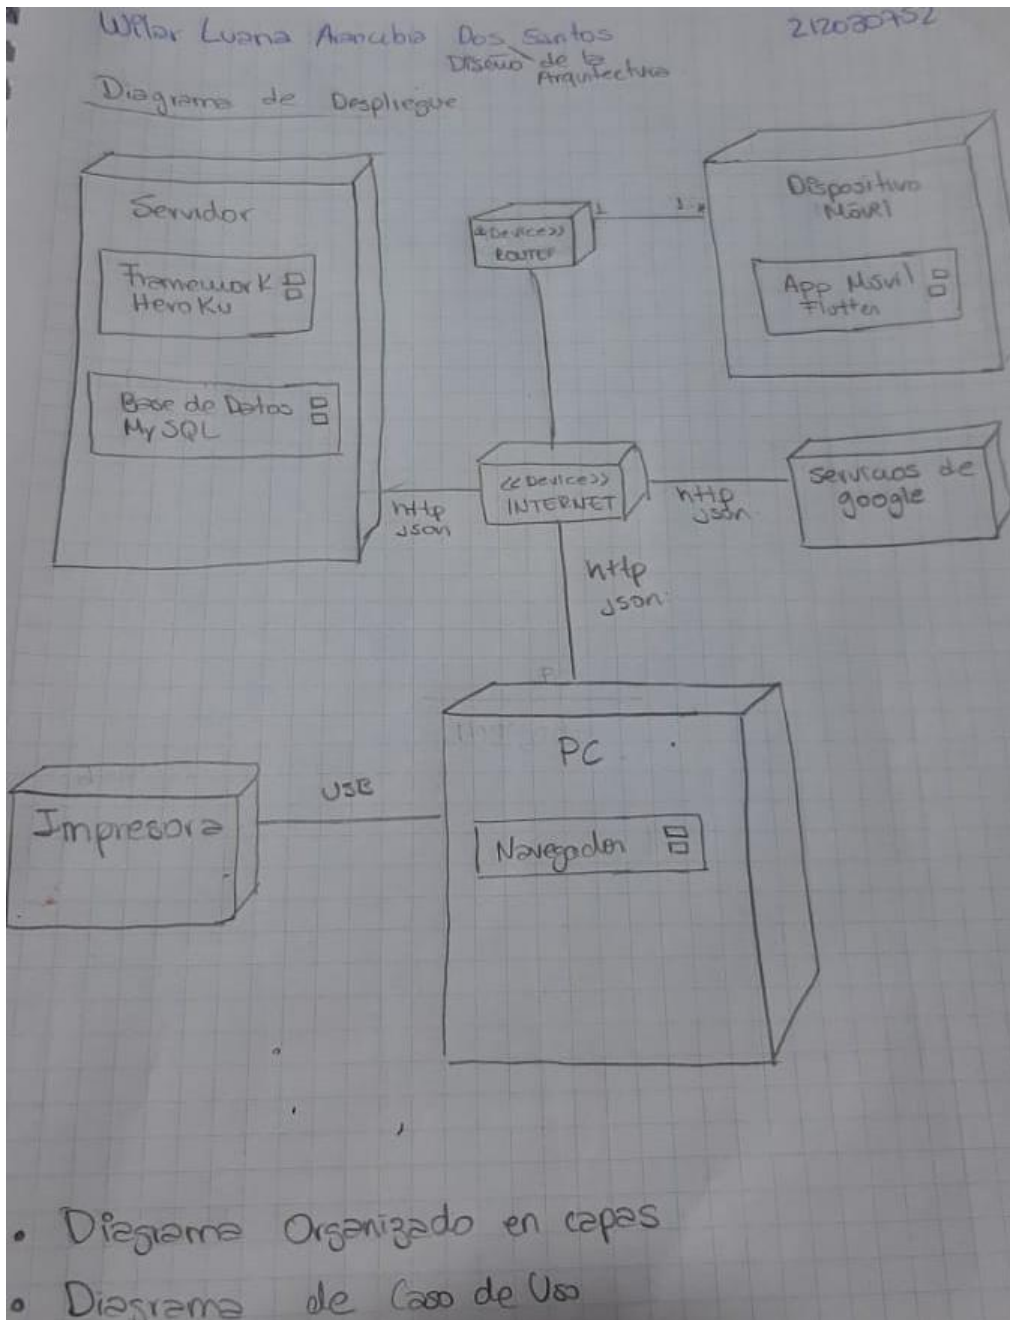 Wilar Luana Arancibia Dos Santos
212030752
Diseño de la
Arquitectura
Diagrama de Despliegue
Servidor
Framework
Heroku
Base de Datos
MySQL
<<Device>>
ROUTER
1
1..*
Dispositivo
Móvil
App Movil
Flutter
<<Device>>
INTERNET
http
json
http
json
servicios de
google
http
json
PC
Navegador
USB
Impresora
• Diagrama Organizado en capas
• Diagrama de Caso de Uso